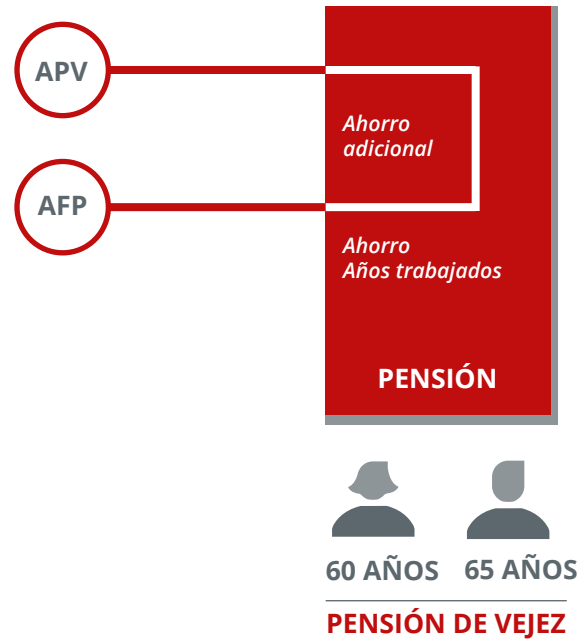 APV
Ahorro
adicional
AFP
Ahorro
Años trabajados
PENSIÓN
60 AÑOS
65 AÑOS
PENSIÓN DE VEJEZ